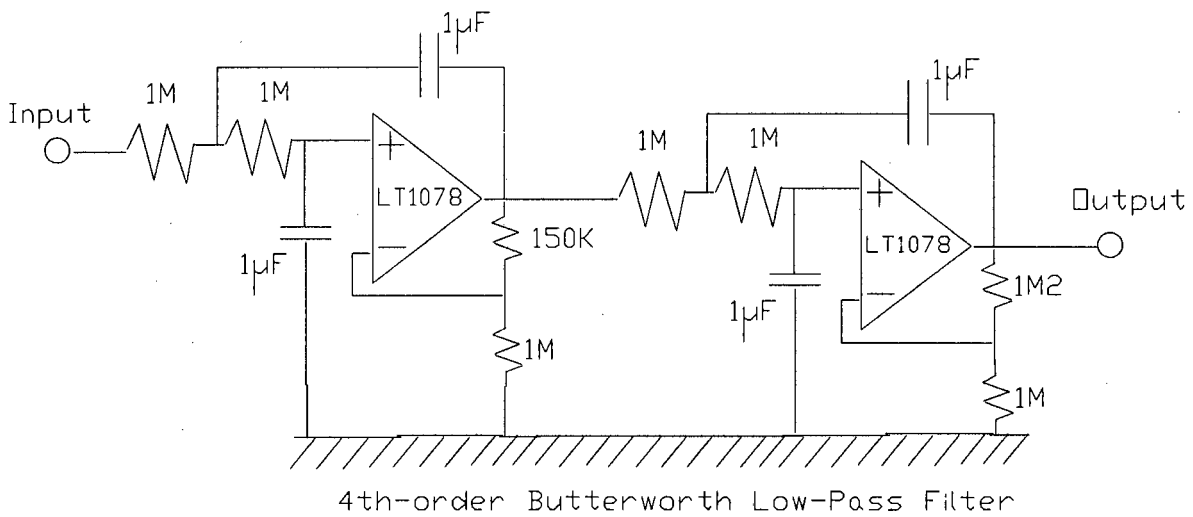 1µF
1M
1M
Input
+
LT1078
−
150K
1µF
1M
1µF
1M
1M
+
LT1078
−
Output
1M2
1µF
1M
4th-order Butterworth Low-Pass Filter